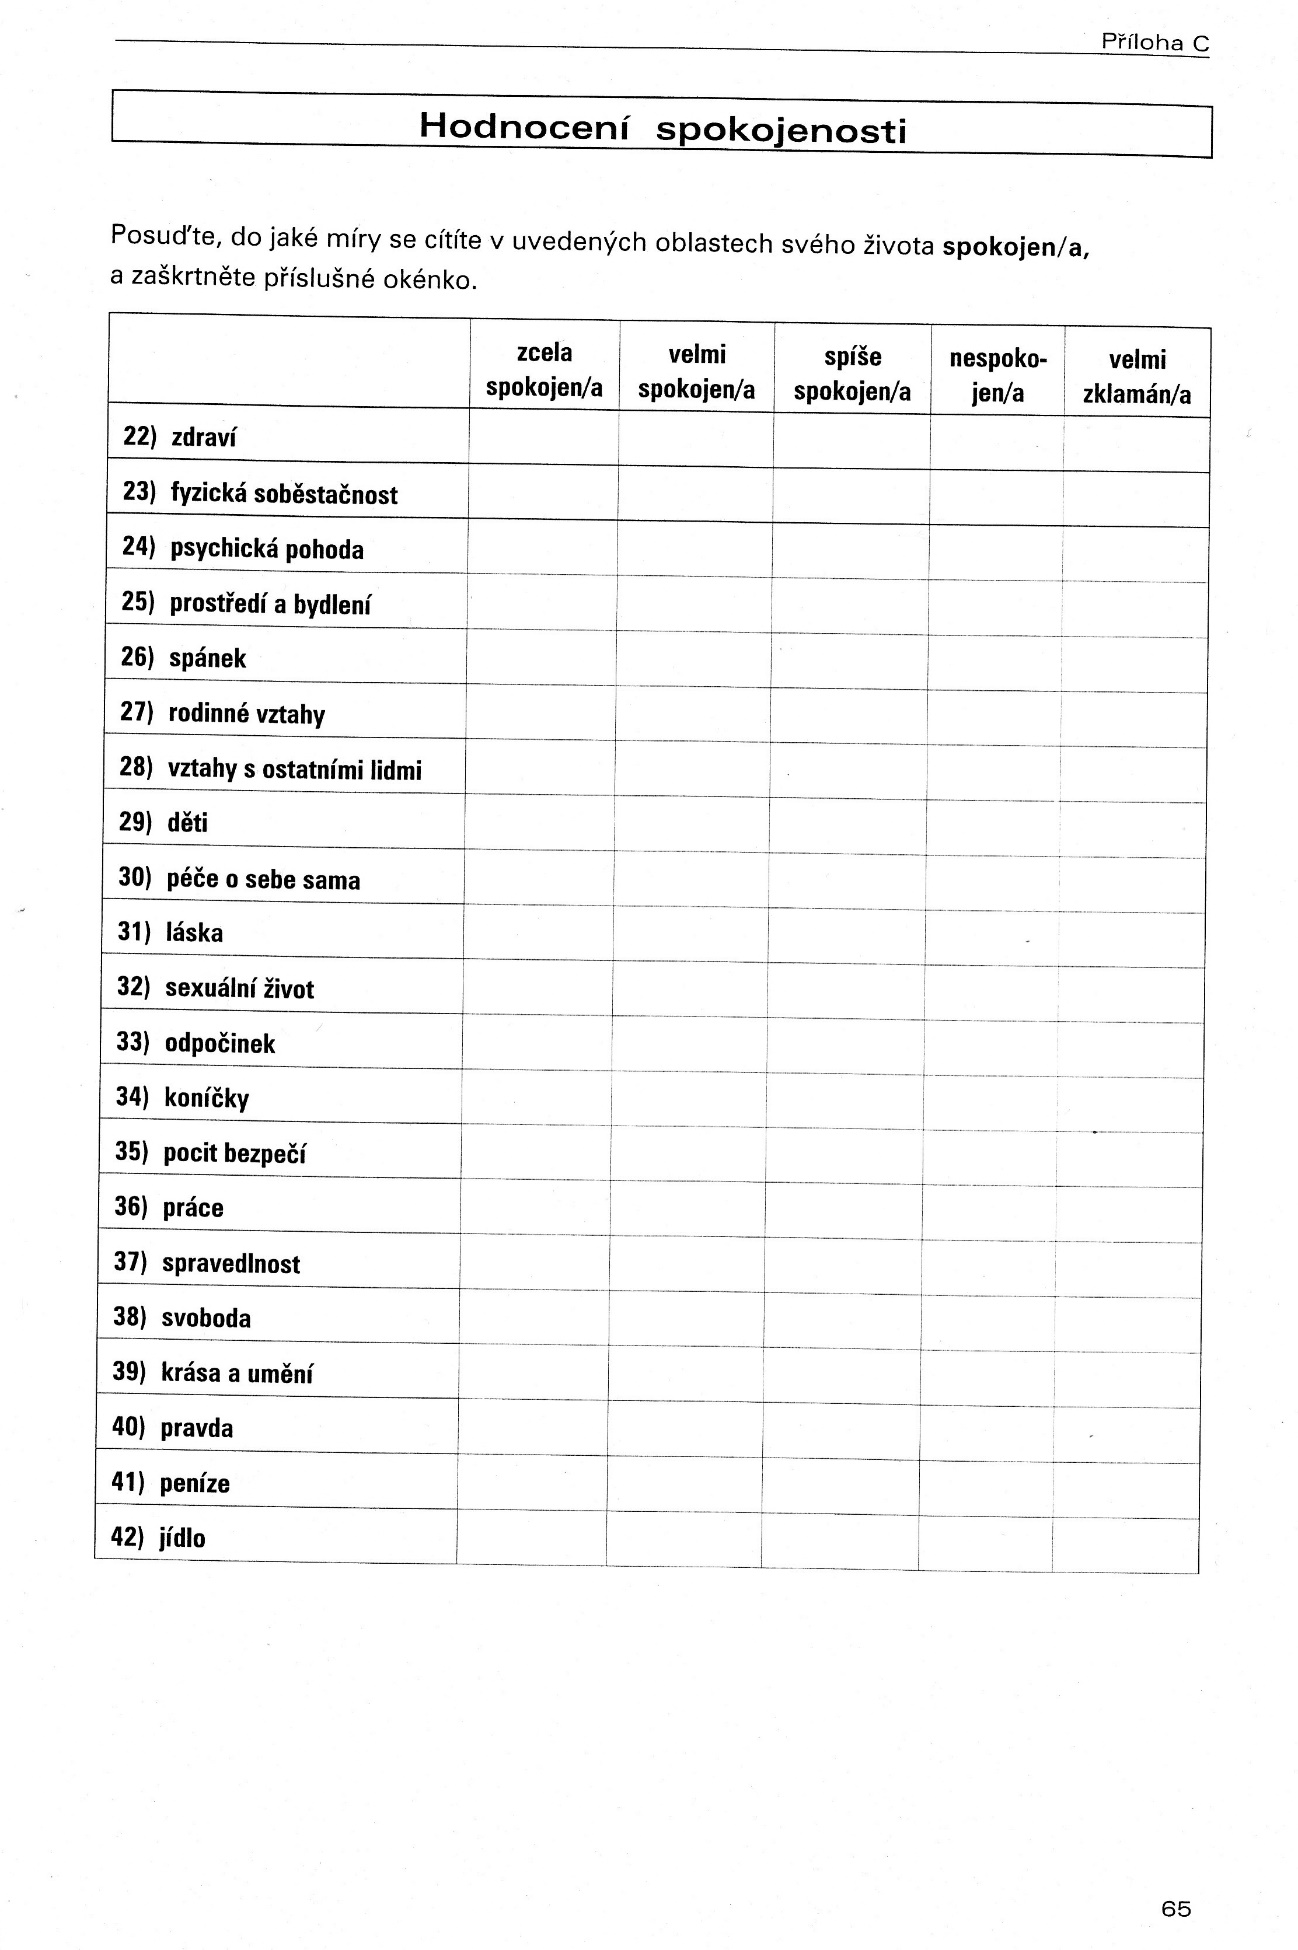 Příloha C
Hodnocení spokojenosti
Posuďte, do jaké míry se cítíte v uvedených oblastech svého života spokojen/a,
a zaškrtněte příslušné okénko.
zcela spokojen/a velmi spokojen/a spíše spokojen/a nespoko-jen/a velmi zklamán/a
22) zdraví
23) fyzická soběstačnost
24) psychická pohoda
25) prostředí a bydlení
26) spánek
27) rodinné vztahy
28) vztahy s ostatními lidmi
29) děti
30) péče o sebe sama
31) láska
32) sexuální život
33) odpočinek
34) koníčky
35) pocit bezpečí
36) práce
37) spravedlnost
38) svoboda
39) krása a umění
40) pravda
41) peníze
42) jídlo
65